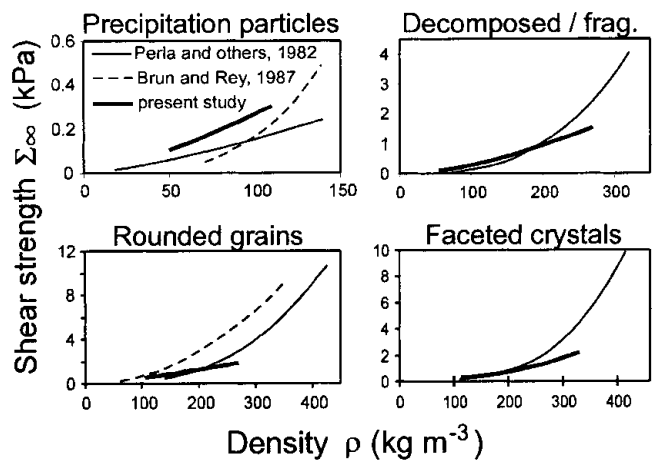 Precipitation particles
Decomposed / frag.
0.6
0.4
0.2
0
Perla and others, 1982
Brun and Rey, 1987
present study
0 50 100 150
4
3
2
1
0
0 100 200 300
Rounded grains
Faceted crystals
12
8
4
0
0 100 200 300 400
10
8
6
4
2
0
0 100 200 300 400
Shear strength Σ∞ (kPa)
Density ρ (kg m⁻³)